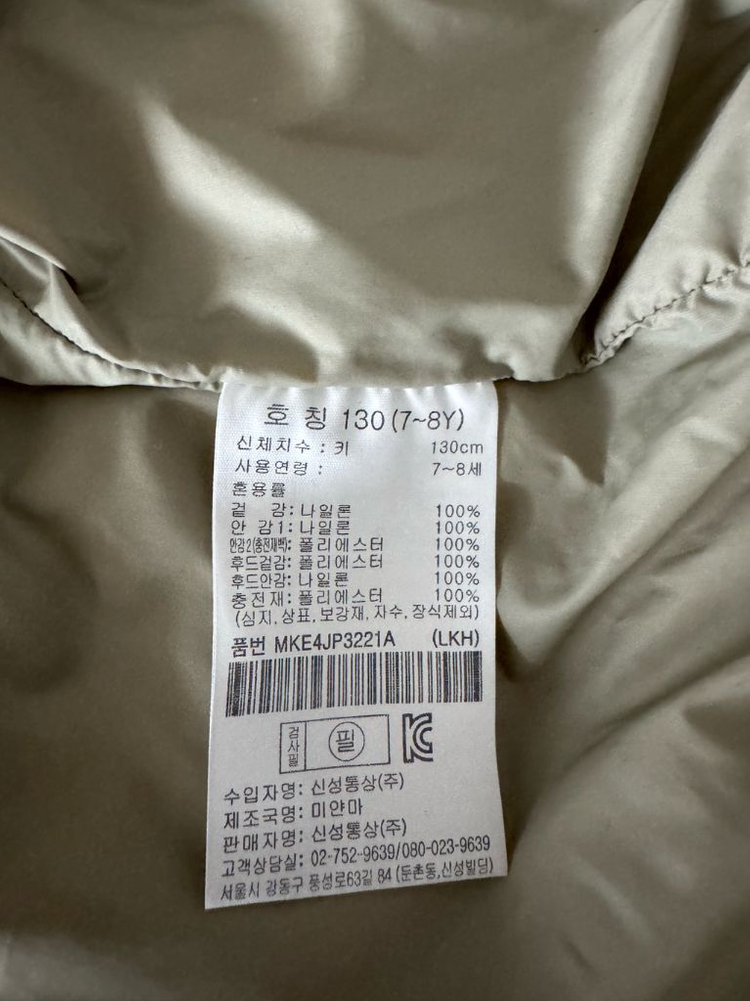 호 칭 130 (7~8Y)
신체치수 : 키 130cm
사용연령 : 7~8세
혼용률
겉 감: 나일론 100%
안 감1: 나일론 100%
안감2(충전재백): 폴리에스터 100%
후드겉감: 폴리에스터 100%
후드안감: 나일론 100%
충전재: 폴리에스터 100%
(심지, 상표, 보강재, 자수, 장식제외)
품번 MKE4JP3221A (LKH)
검사필 필 KC
수입자명: 신성통상(주)
제조국명: 미얀마
판매자명: 신성통상(주)
고객상담실: 02-752-9639/080-023-9639
서울시 강동구 풍성로63길 84 (둔촌동,신성빌딩)